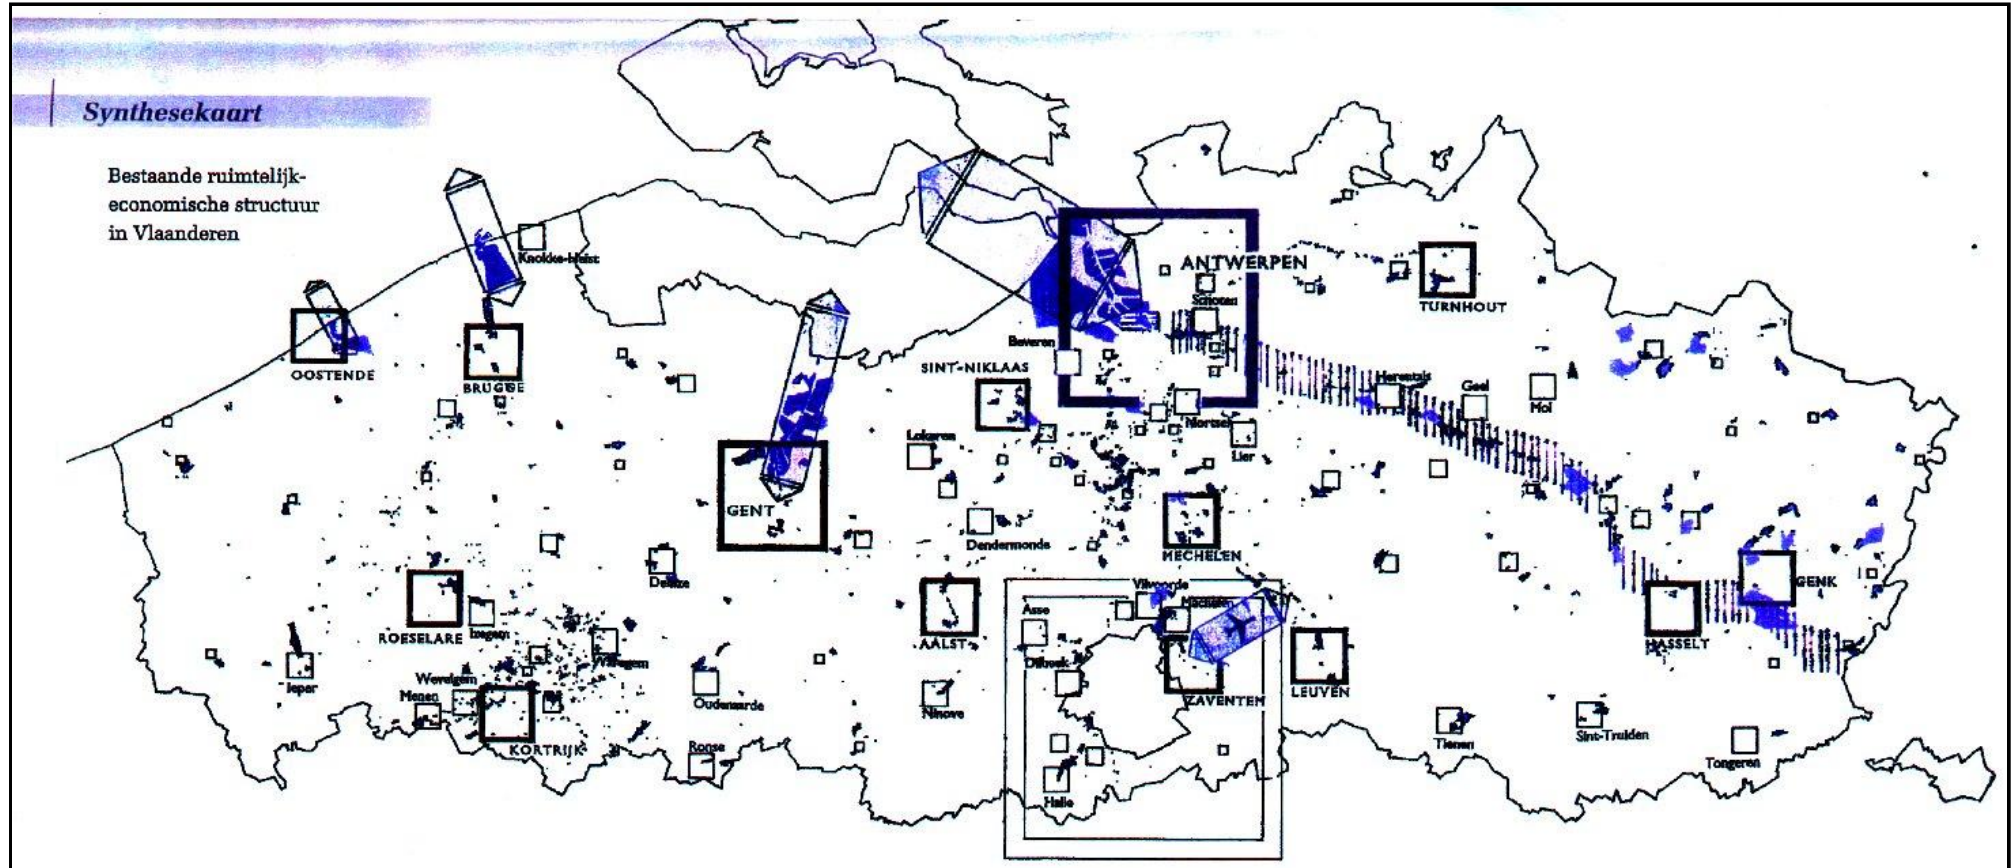 Synthesekaart
Bestaande ruimtelijk-
economische structuur
in Vlaanderen
Knokke-Heist
OOSTENDE
BRUGGE
ANTWERPEN
Schoten
TURNHOUT
Beveren
SINT-NIKLAAS
Herentals
Geel
Mol
Mortsel
Lokeren
Lier
GENT
Dendermonde
MECHELEN
Deinze
Vilvoorde
Machelen
Asse
GENK
ROESELARE
Izegem
AALST
HASSELT
Dilbeek
Waregem
Ieper
Wevelgem
Menen
Oudenaarde
Ninove
ZAVENTEM
LEUVEN
KORTRIJK
Ronse
Tienen
Sint-Truiden
Tongeren
Halle